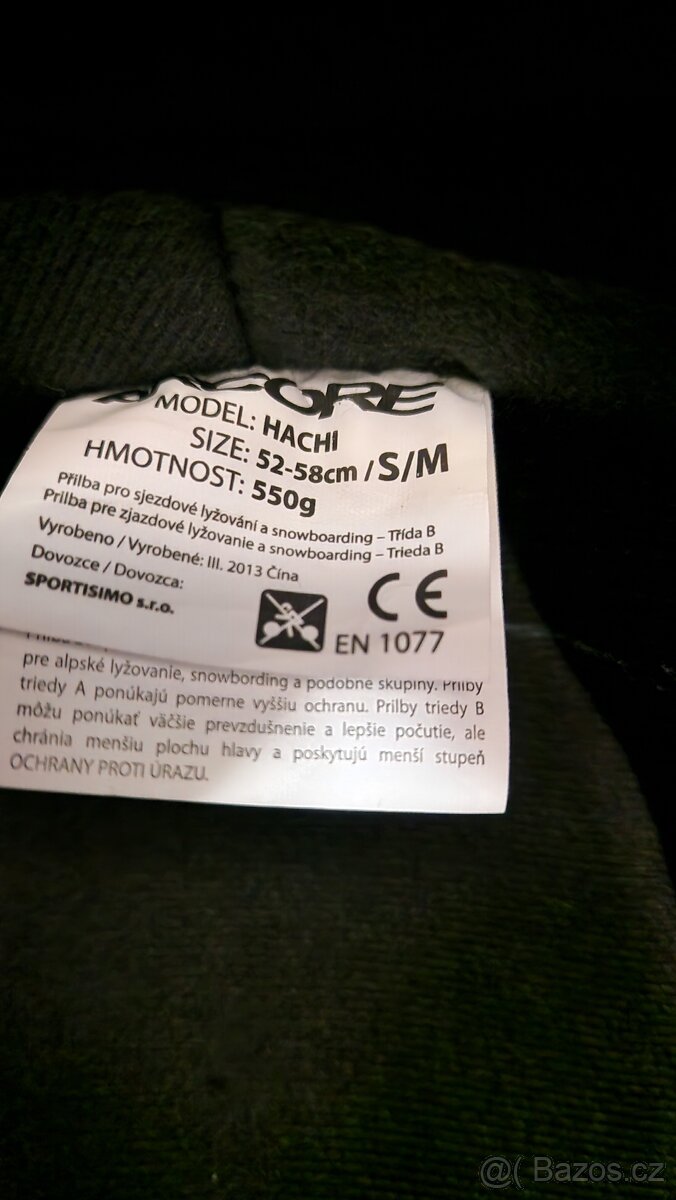 MODEL: HACHI
SIZE: 52-58cm / S/M
HMOTNOST: 550g
Přilba pro sjezdové lyžování a snowboarding – Třída B
Prilba pre zjazdové lyžovanie a snowboarding – Trieda B
Vyrobeno / Vyrobené: III. 2013 Čína
Dovozce / Dovozca:
SPORTISIMO s.r.o.
CE
EN 1077
pre alpské lyžovanie, snowbording a podobne skupiny. Prilby
triedy A ponúkajú pomerne vyššiu ochranu. Prilby triedy B
môžu ponúkať väčšie prevzdušnenie a lepšie počutie, ale
chránia menšiu plochu hlavy a poskytujú menší stupeň
OCHRANY PROTI ÚRAZU.
@( Bazos.cz